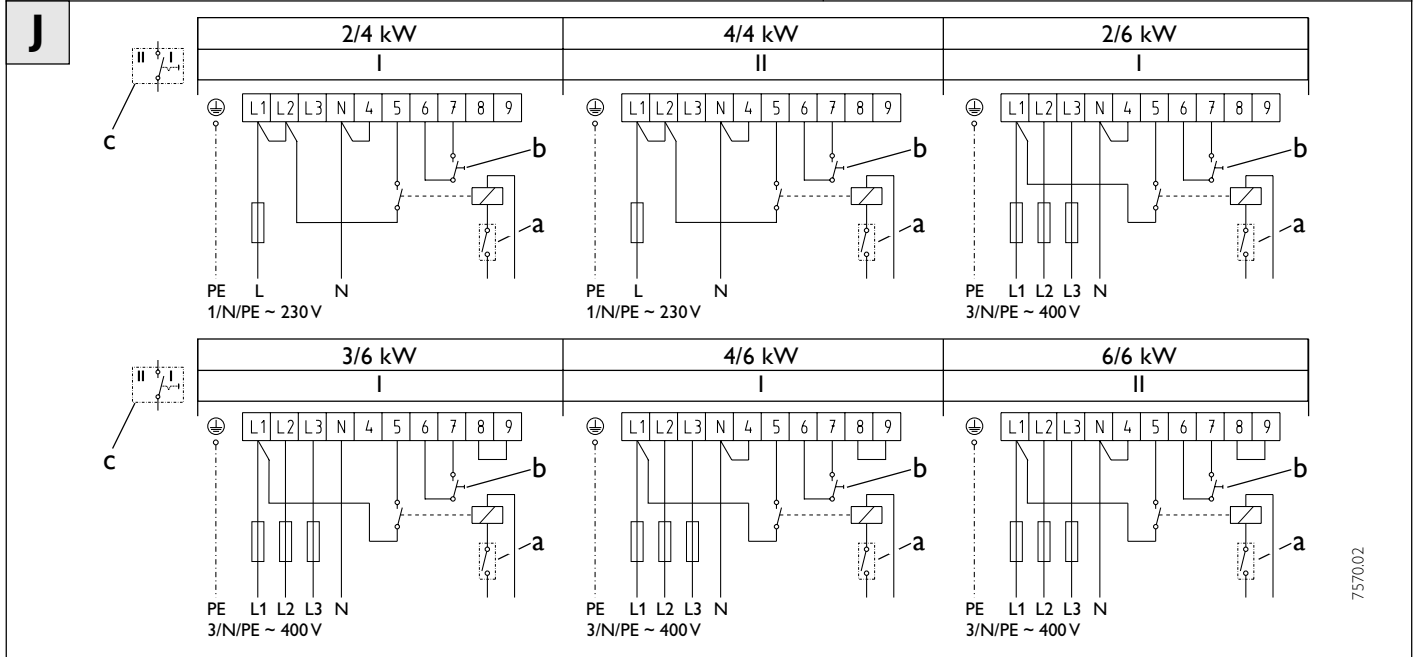 J
2/4 kW 4/4 kW 2/6 kW
II I I II I
c
L1 L2 L3 N 4 5 6 7 8 9 L1 L2 L3 N 4 5 6 7 8 9 L1 L2 L3 N 4 5 6 7 8 9
b b b
a a a
PE L N PE L N PE L1 L2 L3 N
1/N/PE ~ 230 V 1/N/PE ~ 230 V 3/N/PE ~ 400 V
3/6 kW 4/6 kW 6/6 kW
II I I I II
c
L1 L2 L3 N 4 5 6 7 8 9 L1 L2 L3 N 4 5 6 7 8 9 L1 L2 L3 N 4 5 6 7 8 9
b b b
a a a
PE L1 L2 L3 N PE L1 L2 L3 N PE L1 L2 L3 N
3/N/PE ~ 400 V 3/N/PE ~ 400 V 3/N/PE ~ 400 V
7570.02